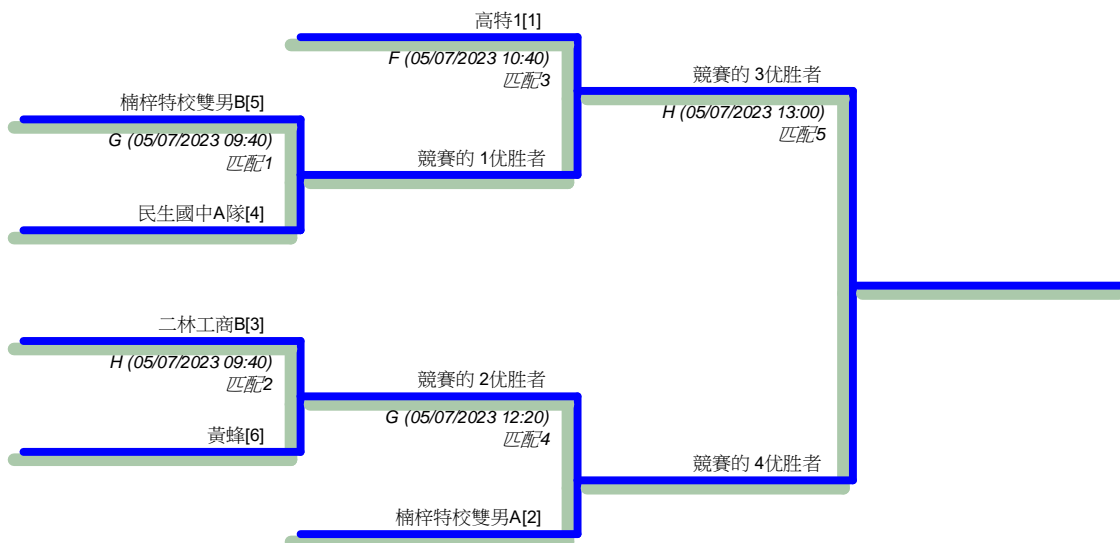 高特1[1]
F (05/07/2023 10:40)
匹配3
競賽的 3优胜者
楠梓特校雙男B[5]
H (05/07/2023 13:00)
匹配5
G (05/07/2023 09:40)
匹配1
競賽的 1优胜者
民生國中A隊[4]
二林工商B[3]
H (05/07/2023 09:40)
匹配2
競賽的 2优胜者
G (05/07/2023 12:20)
匹配4
黃蜂[6]
競賽的 4优胜者
楠梓特校雙男A[2]